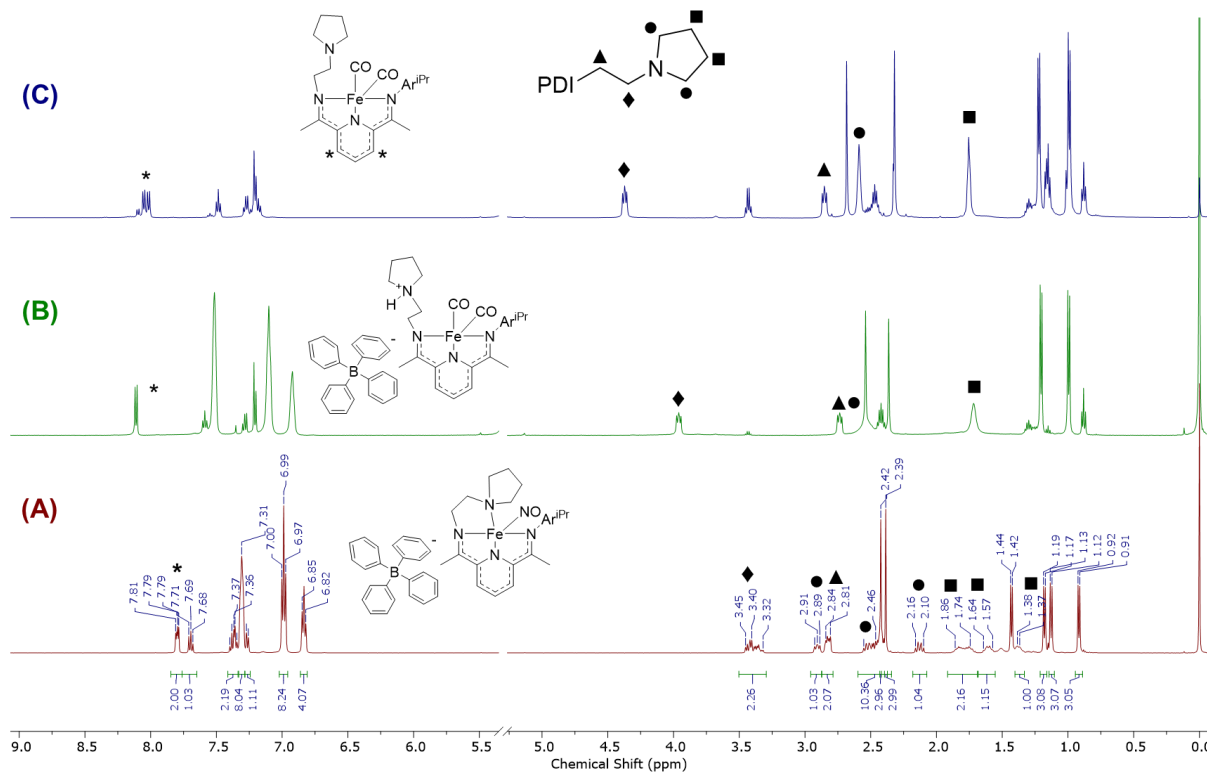 (C)
N
CO
CO
N
Fe
N
Ar^iPr
N
*
*
PDI
N
*
(B)
N
H
+
CO
CO
N
Fe
N
Ar^iPr
N
B
-
*
(A)
N
NO
N
Fe
N
Ar^iPr
N
B
-
*
7.81
7.79
7.79
7.71
7.69
7.68
7.37
7.36
7.31
7.00
6.99
6.97
6.85
6.82
3.45
3.40
3.32
2.91
2.89
2.84
2.81
2.46
2.42
2.39
2.16
2.10
1.86
1.74
1.64
1.57
1.44
1.42
1.38
1.37
1.19
1.17
1.13
1.12
0.92
0.91
2.00
1.03
2.19
8.04
1.11
8.24
4.07
2.26
1.03
2.07
10.36
2.96
2.99
1.04
2.16
1.15
1.00
3.08
3.07
3.05
9.0 8.5 8.0 7.5 7.0 6.5 6.0 5.5 5.0 4.5 4.0 3.5 3.0 2.5 2.0 1.5 1.0 0.5 0.0
Chemical Shift (ppm)